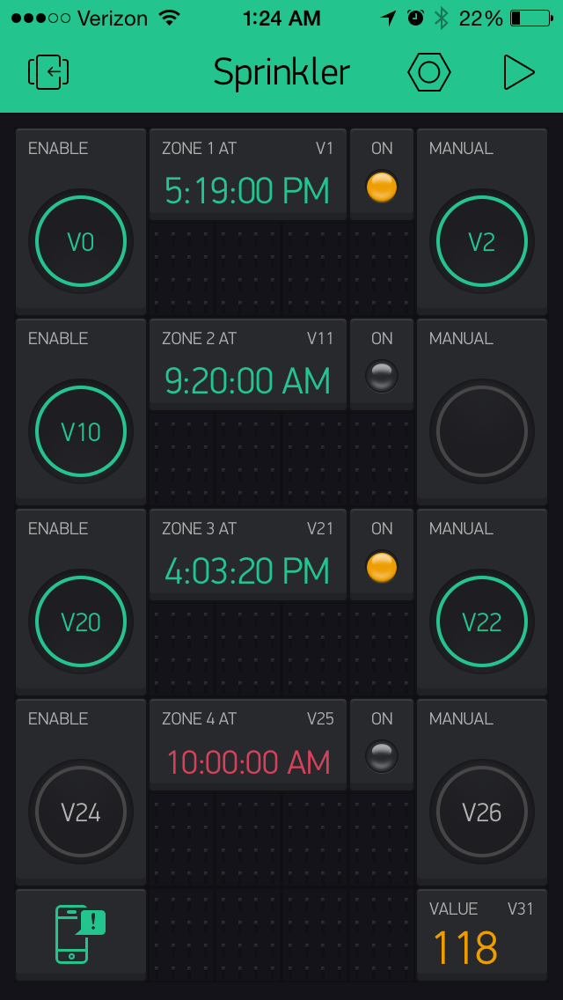 Verizon 1:24 AM 22%
Sprinkler
ENABLE ZONE 1 AT V1 ON MANUAL
5:19:00 PM
V0 V2
ENABLE ZONE 2 AT V11 ON MANUAL
9:20:00 AM
V10
ENABLE ZONE 3 AT V21 ON MANUAL
4:03:20 PM
V20 V22
ENABLE ZONE 4 AT V25 ON MANUAL
10:00:00 AM
V24 V26
VALUE V31
!
118